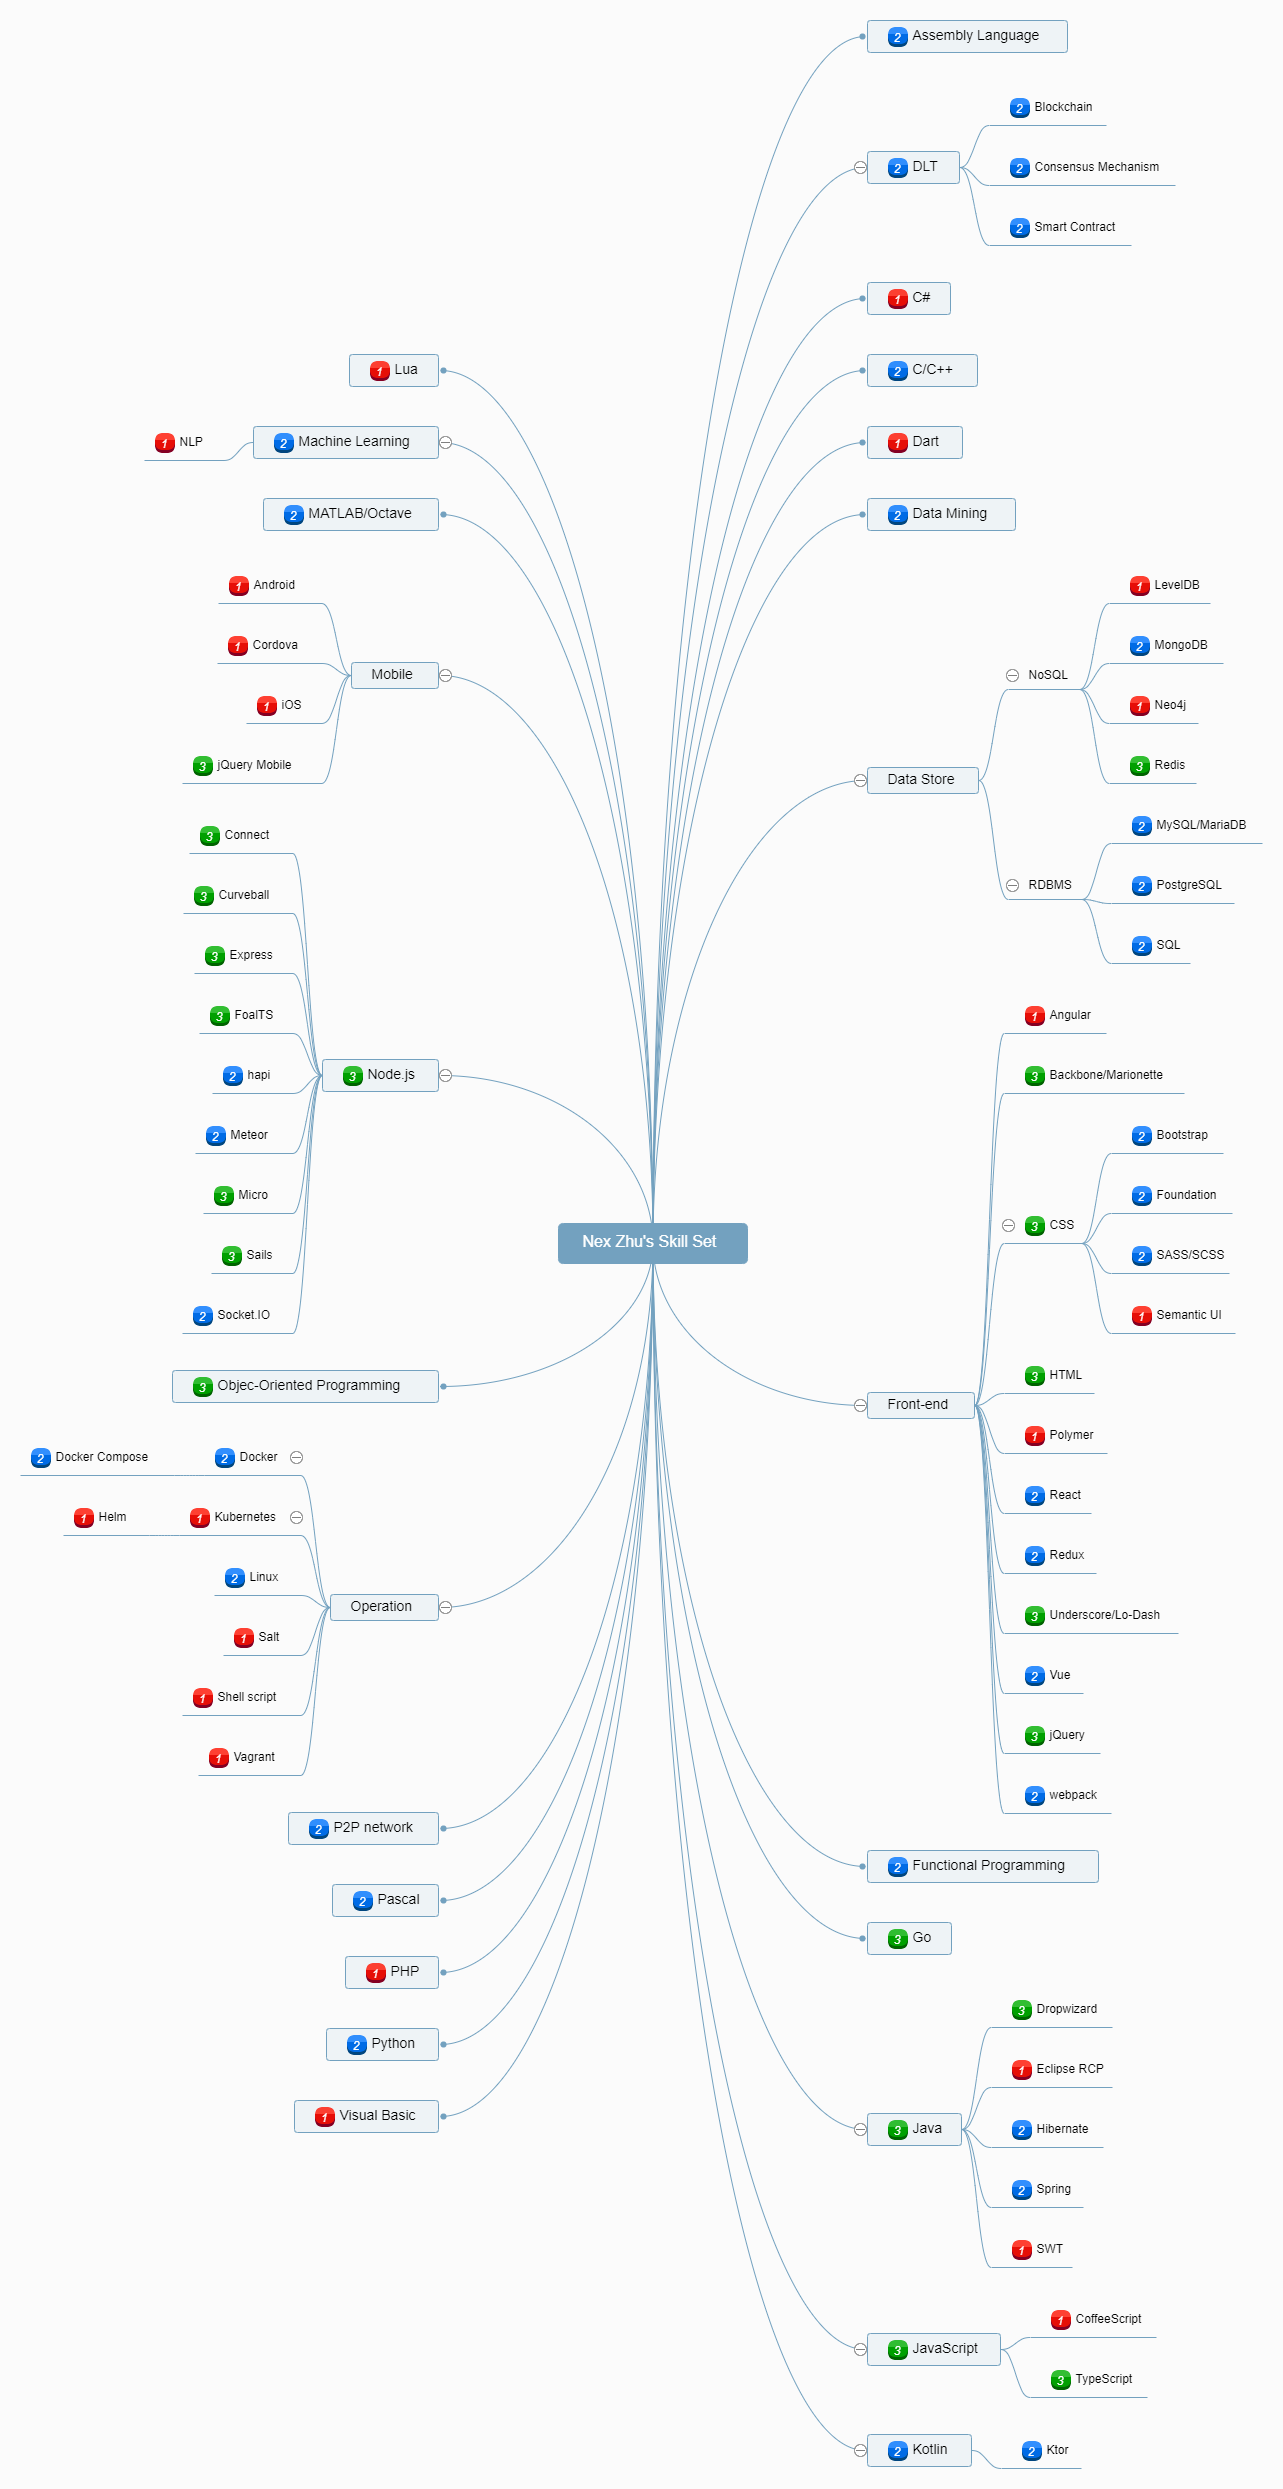 Nex Zhu's Skill Set
2 Assembly Language
2 DLT
2 Blockchain
2 Consensus Mechanism
2 Smart Contract
1 C#
2 C/C++
1 Dart
2 Data Mining
Data Store
NoSQL
1 LevelDB
2 MongoDB
1 Neo4j
3 Redis
RDBMS
2 MySQL/MariaDB
2 PostgreSQL
2 SQL
Front-end
1 Angular
3 Backbone/Marionette
3 CSS
2 Bootstrap
2 Foundation
2 SASS/SCSS
1 Semantic UI
3 HTML
1 Polymer
2 React
2 Redux
3 Underscore/Lo-Dash
2 Vue
3 jQuery
2 webpack
2 Functional Programming
3 Go
3 Java
3 Dropwizard
1 Eclipse RCP
2 Hibernate
2 Spring
1 SWT
3 JavaScript
1 CoffeeScript
3 TypeScript
2 Kotlin
2 Ktor
1 Lua
2 Machine Learning
1 NLP
2 MATLAB/Octave
Mobile
1 Android
1 Cordova
1 iOS
3 jQuery Mobile
3 Node.js
3 Connect
3 Curveball
3 Express
3 FoalTS
2 hapi
2 Meteor
3 Micro
3 Sails
2 Socket.IO
3 Objec-Oriented Programming
Operation
2 Docker
2 Docker Compose
1 Kubernetes
1 Helm
2 Linux
1 Salt
1 Shell script
1 Vagrant
2 P2P network
2 Pascal
1 PHP
2 Python
1 Visual Basic